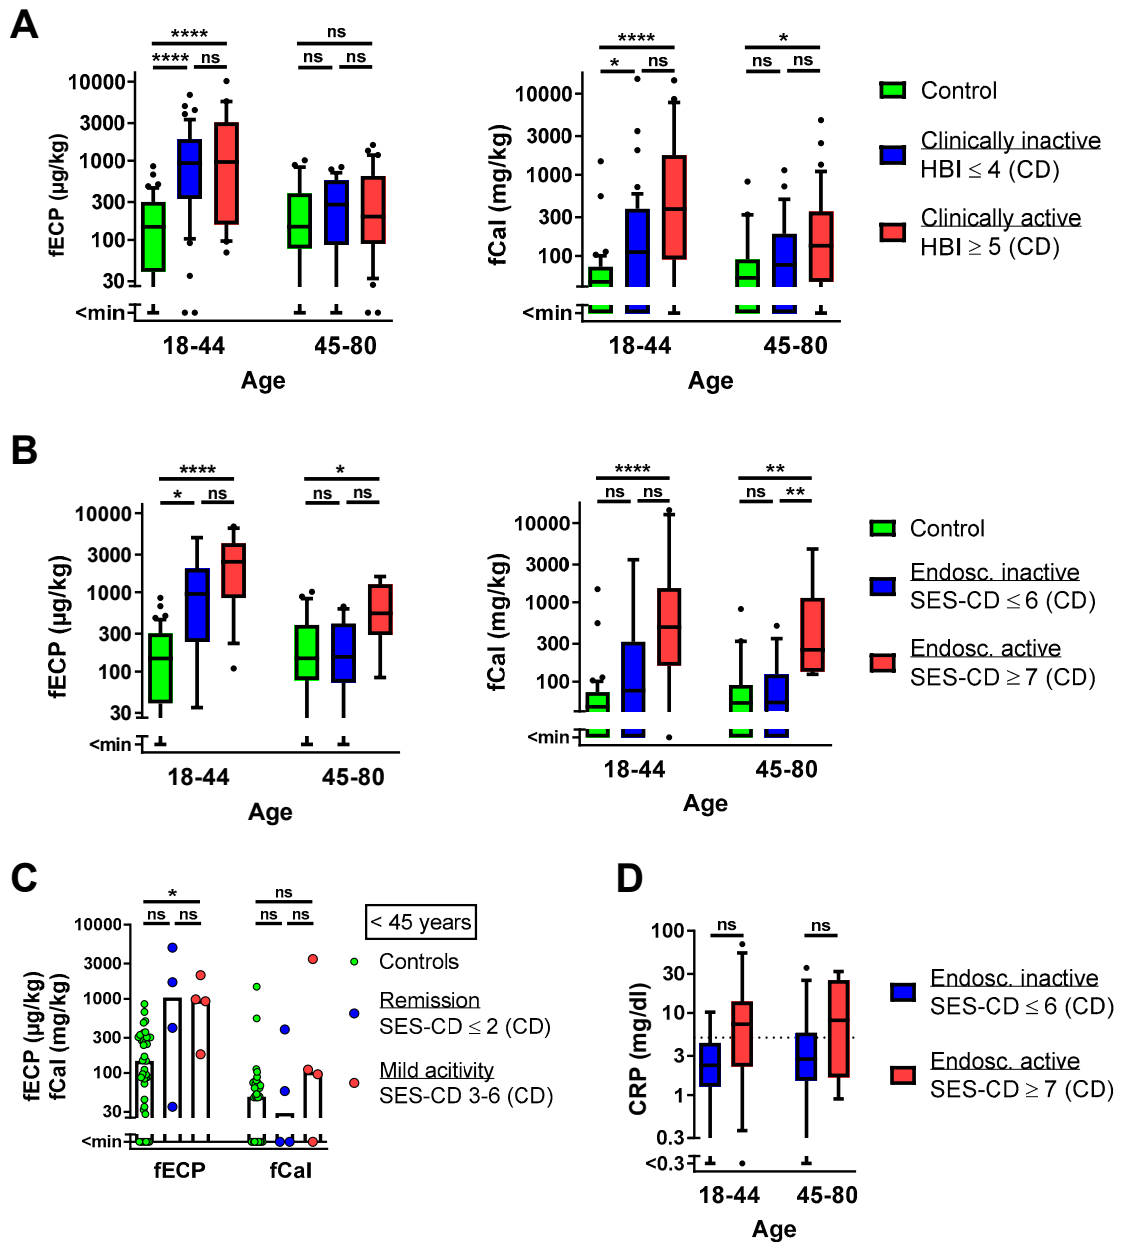 A
****
**** ns
ns
ns ns
10000
3000
1000
300
100
30
<min
fECP (µg/kg)
18-44 45-80
Age
****
* ns
*
ns ns
10000
3000
1000
300
100
<min
fCal (mg/kg)
18-44 45-80
Age
Control
Clinically inactive
HBI ≤ 4 (CD)
Clinically active
HBI ≥ 5 (CD)
B
****
* ns
*
ns ns
10000
3000
1000
300
100
30
<min
fECP (µg/kg)
18-44 45-80
Age
****
ns ns
**
ns **
10000
3000
1000
300
100
<min
fCal (mg/kg)
18-44 45-80
Age
Control
Endosc. inactive
SES-CD ≤ 6 (CD)
Endosc. active
SES-CD ≥ 7 (CD)
C
*
ns ns
ns
ns ns
10000
3000
1000
300
100
30
<min
fECP (µg/kg)
fCal (mg/kg)
fECP fCal
< 45 years
Controls
Remission
SES-CD ≤ 2 (CD)
Mild acitivity
SES-CD 3-6 (CD)
D
ns ns
100
30
10
3
1
0.3
<0.3
CRP (mg/dl)
18-44 45-80
Age
Endosc. inactive
SES-CD ≤ 6 (CD)
Endosc. active
SES-CD ≥ 7 (CD)